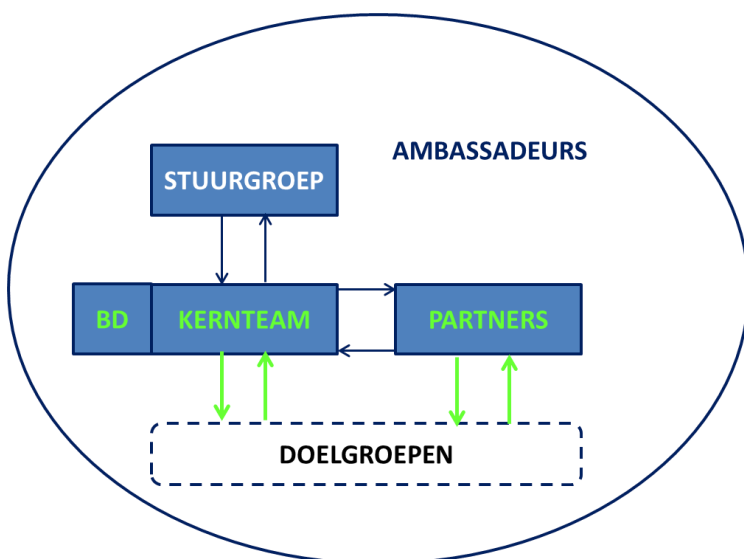 AMBASSADEURS
STUURGROEP
BD
KERNTEAM
PARTNERS
DOELGROEPEN